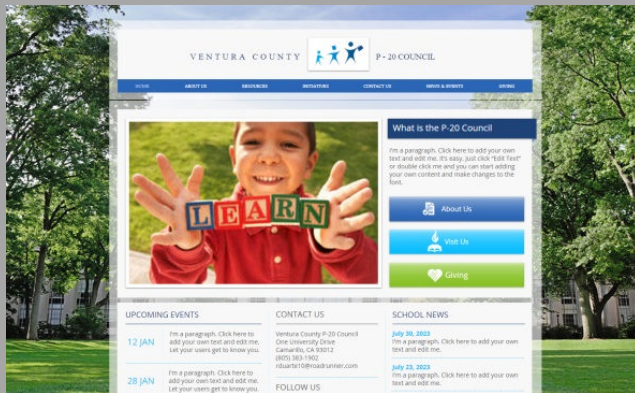 VENTURA COUNTY
P - 20 COUNCIL
HOME
ABOUT US
RESOURCES
INITIATIVES
CONTACT US
NEWS & EVENTS
GIVING
LEARN
What is the P-20 Council
I'm a paragraph. Click here to add your own
text and edit me. It's easy, just click "Edit Text"
or double click me and you can start adding
your own content and make changes to the
font.
About Us
Visit Us
Giving
UPCOMING EVENTS
12 JAN
I'm a paragraph. Click here to
add your own text and edit me.
Let your users get to know you.
28 JAN
I'm a paragraph. Click here to
add your own text and edit me.
Let your users get to know you.
CONTACT US
Ventura County P-20 Council
One University Drive
Camarillo, CA 93012
(805) 383-1902
rduarte10@roadrunner.com
FOLLOW US
SCHOOL NEWS
July 30, 2023
I'm a paragraph. Click here to add your own
text and edit me.
July 23, 2023
I'm a paragraph. Click here to add your own
text and edit me.